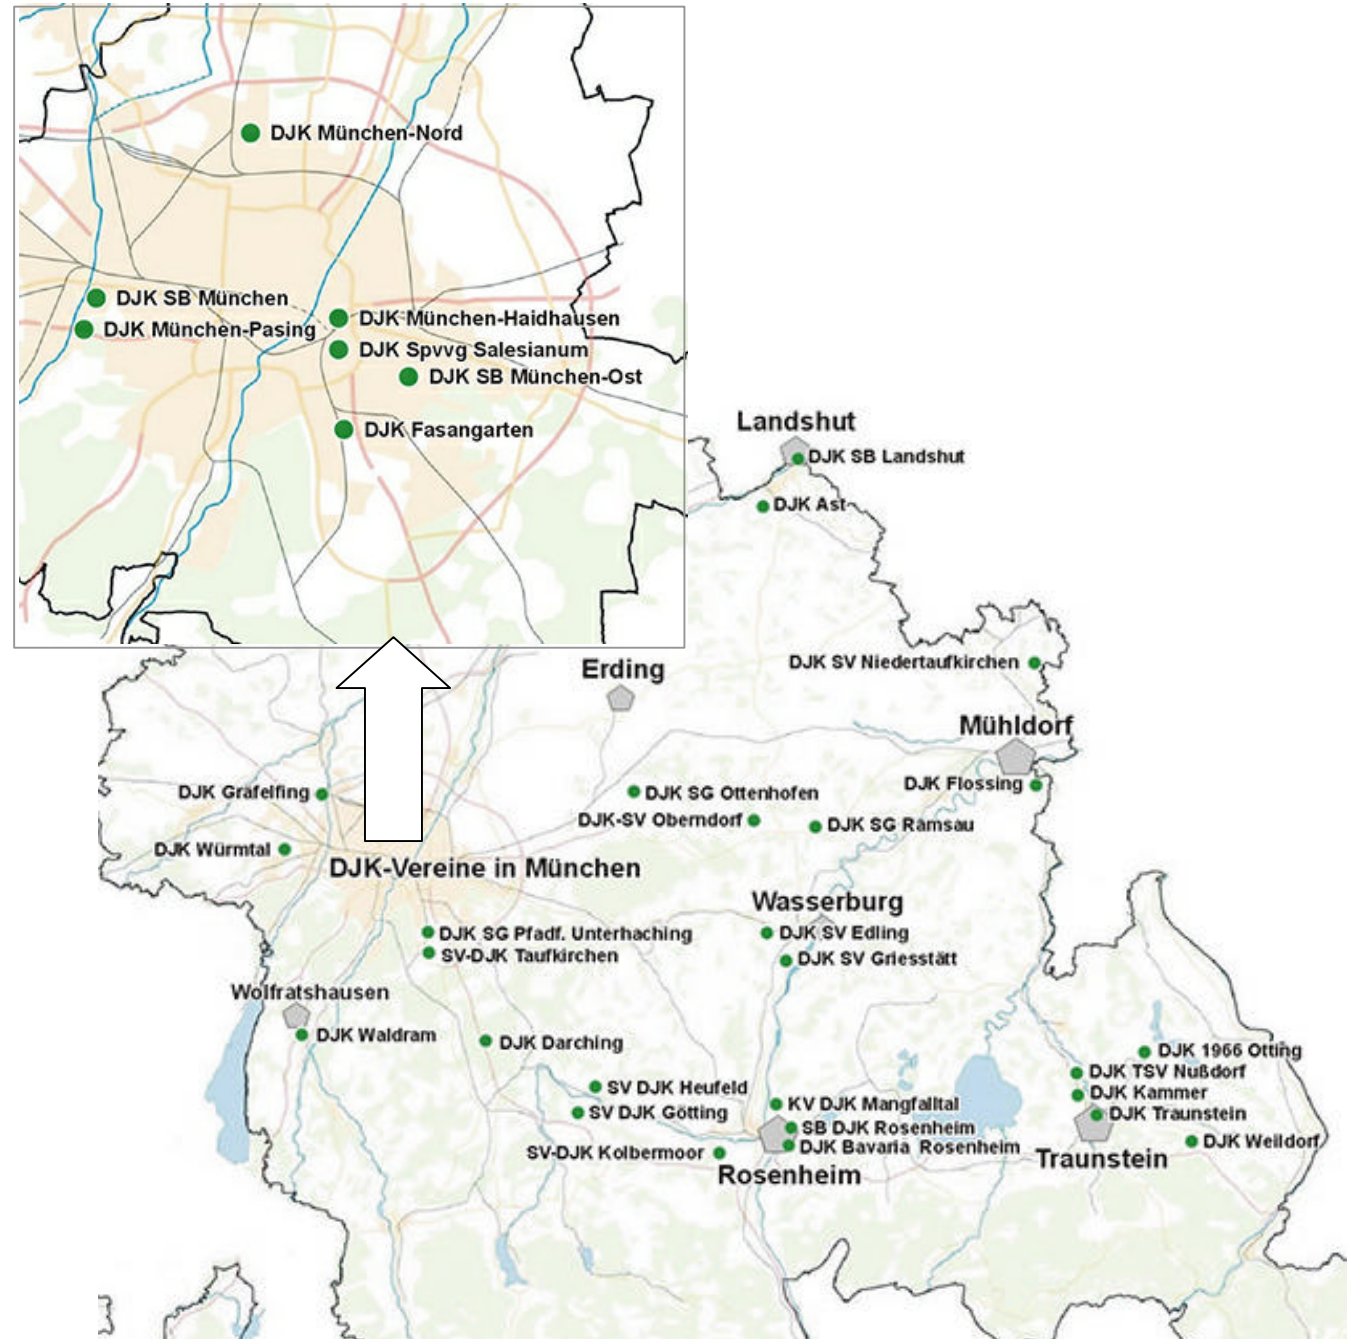 DJK München-Nord
DJK SB München
DJK München-Pasing
DJK München-Haidhausen
DJK Spvvg Salesianum
DJK SB München-Ost
DJK Fasangarten
Landshut
DJK SB Landshut
DJK Ast
Erding
DJK SV Niedertaufkirchen
Mühldorf
DJK Flossing
DJK Gräfelfing
DJK SG Ottenhofen
DJK-SV Oberndorf
DJK SG Ramsau
DJK Würmtal
DJK-Vereine in München
Wasserburg
DJK SG Pfadf. Unterhaching
DJK SV Edling
SV-DJK Taufkirchen
DJK SV Griesstätt
Wolfratshausen
DJK Waldram
DJK Darching
DJK 1966 Otting
DJK TSV Nußdorf
SV DJK Heufeld
DJK Kammer
KV DJK Mangfalltal
SV DJK Götting
DJK Traunstein
SB DJK Rosenheim
DJK Weildorf
DJK Bavaria Rosenheim
SV-DJK Kolbermoor
Traunstein
Rosenheim